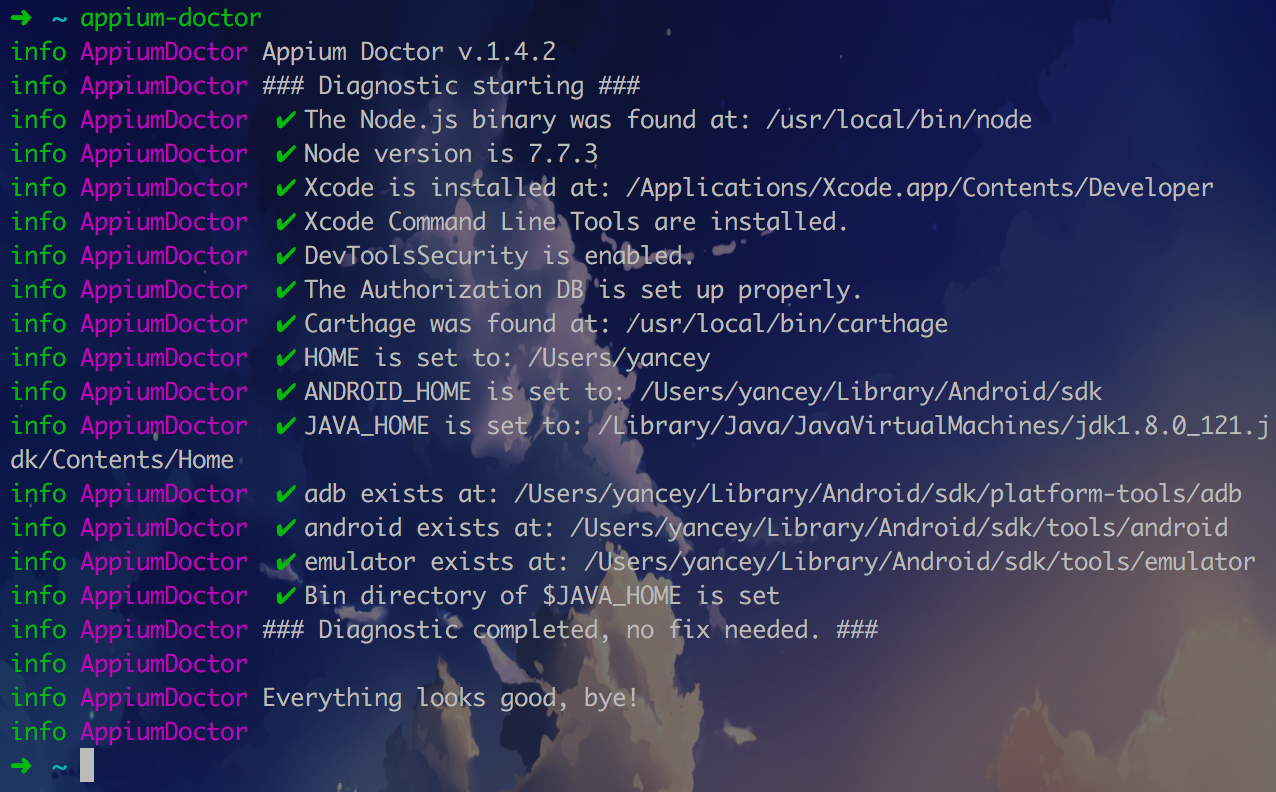 ➜ ~ appium-doctor
info AppiumDoctor Appium Doctor v.1.4.2
info AppiumDoctor ### Diagnostic starting ###
info AppiumDoctor ✔ The Node.js binary was found at: /usr/local/bin/node
info AppiumDoctor ✔ Node version is 7.7.3
info AppiumDoctor ✔ Xcode is installed at: /Applications/Xcode.app/Contents/Developer
info AppiumDoctor ✔ Xcode Command Line Tools are installed.
info AppiumDoctor ✔ DevToolsSecurity is enabled.
info AppiumDoctor ✔ The Authorization DB is set up properly.
info AppiumDoctor ✔ Carthage was found at: /usr/local/bin/carthage
info AppiumDoctor ✔ HOME is set to: /Users/yancey
info AppiumDoctor ✔ ANDROID_HOME is set to: /Users/yancey/Library/Android/sdk
info AppiumDoctor ✔ JAVA_HOME is set to: /Library/Java/JavaVirtualMachines/jdk1.8.0_121.j
dk/Contents/Home
info AppiumDoctor ✔ adb exists at: /Users/yancey/Library/Android/sdk/platform-tools/adb
info AppiumDoctor ✔ android exists at: /Users/yancey/Library/Android/sdk/tools/android
info AppiumDoctor ✔ emulator exists at: /Users/yancey/Library/Android/sdk/tools/emulator
info AppiumDoctor ✔ Bin directory of $JAVA_HOME is set
info AppiumDoctor ### Diagnostic completed, no fix needed. ###
info AppiumDoctor
info AppiumDoctor Everything looks good, bye!
info AppiumDoctor
➜ ~